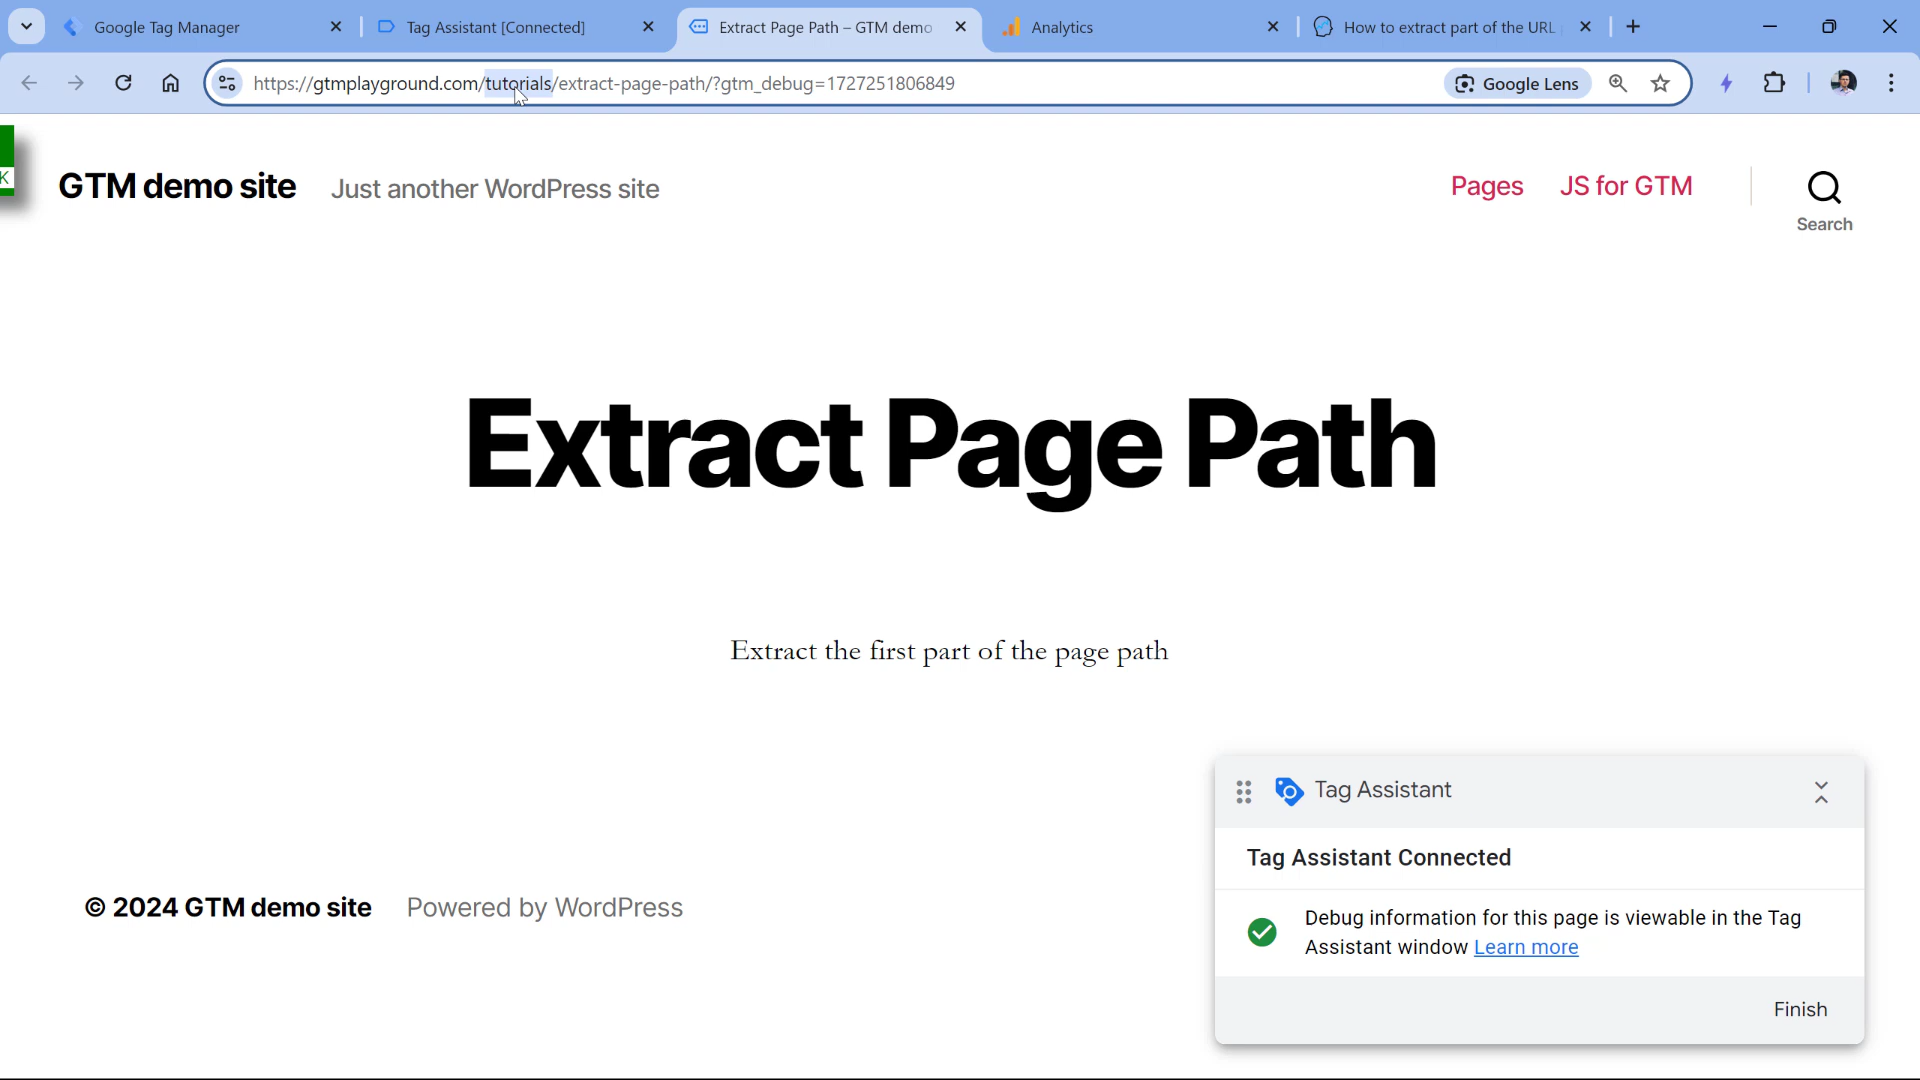 Google Tag Manager
Tag Assistant [Connected]
Extract Page Path – GTM demo
Analytics
How to extract part of the URL
https://gtmplayground.com/tutorials/extract-page-path/?gtm_debug=1727251806849
Google Lens
K
GTM demo site
Just another WordPress site
Pages
JS for GTM
Search
Extract Page Path
Extract the first part of the page path
Tag Assistant
Tag Assistant Connected
Debug information for this page is viewable in the Tag
Assistant window Learn more
Finish
© 2024 GTM demo site
Powered by WordPress